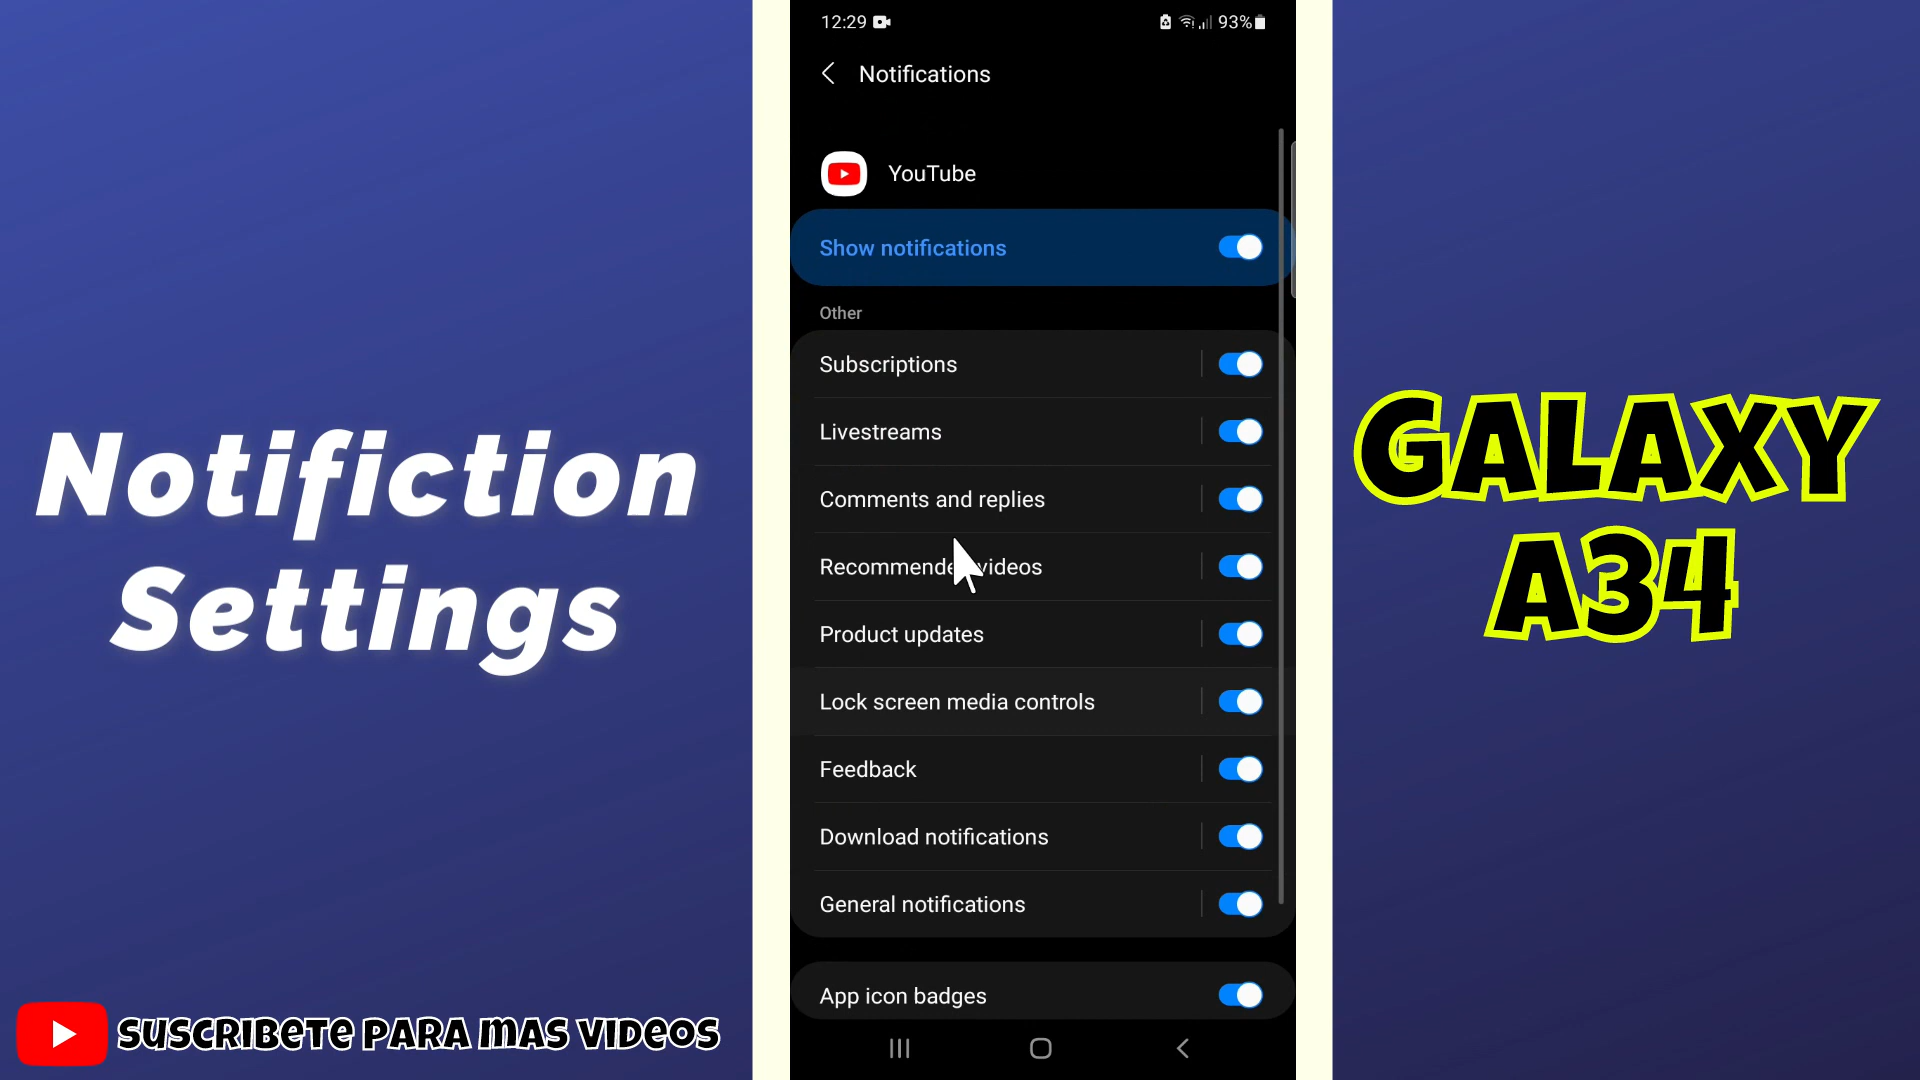 Notifiction
Settings
SUSCRIBETE PARA MAS VIDEOS
12:29
93%
Notifications
YouTube
Show notifications
Other
Subscriptions
Livestreams
Comments and replies
Recommended videos
Product updates
Lock screen media controls
Feedback
Download notifications
General notifications
App icon badges
GALAXY
A34